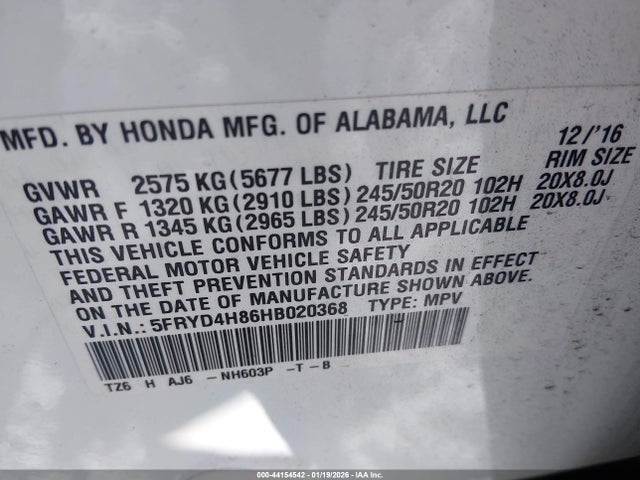 MFD. BY HONDA MFG. OF ALABAMA, LLC 12/'16
GVWR 2575 KG(5677 LBS) TIRE SIZE RIM SIZE
GAWR F 1320 KG(2910 LBS) 245/50R20 102H 20X8.0J
GAWR R 1345 KG(2965 LBS) 245/50R20 102H 20X8.0J
THIS VEHICLE CONFORMS TO ALL APPLICABLE
FEDERAL MOTOR VEHICLE SAFETY
AND THEFT PREVENTION STANDARDS IN EFFECT
ON THE DATE OF MANUFACTURE SHOWN ABOVE.
V.I.N.: 5FRYD4H86HB020368 TYPE: MPV
TZ6 H AJ6 -NH603P -T-B
000-44154542 - 01/19/2026 - IAA Inc.